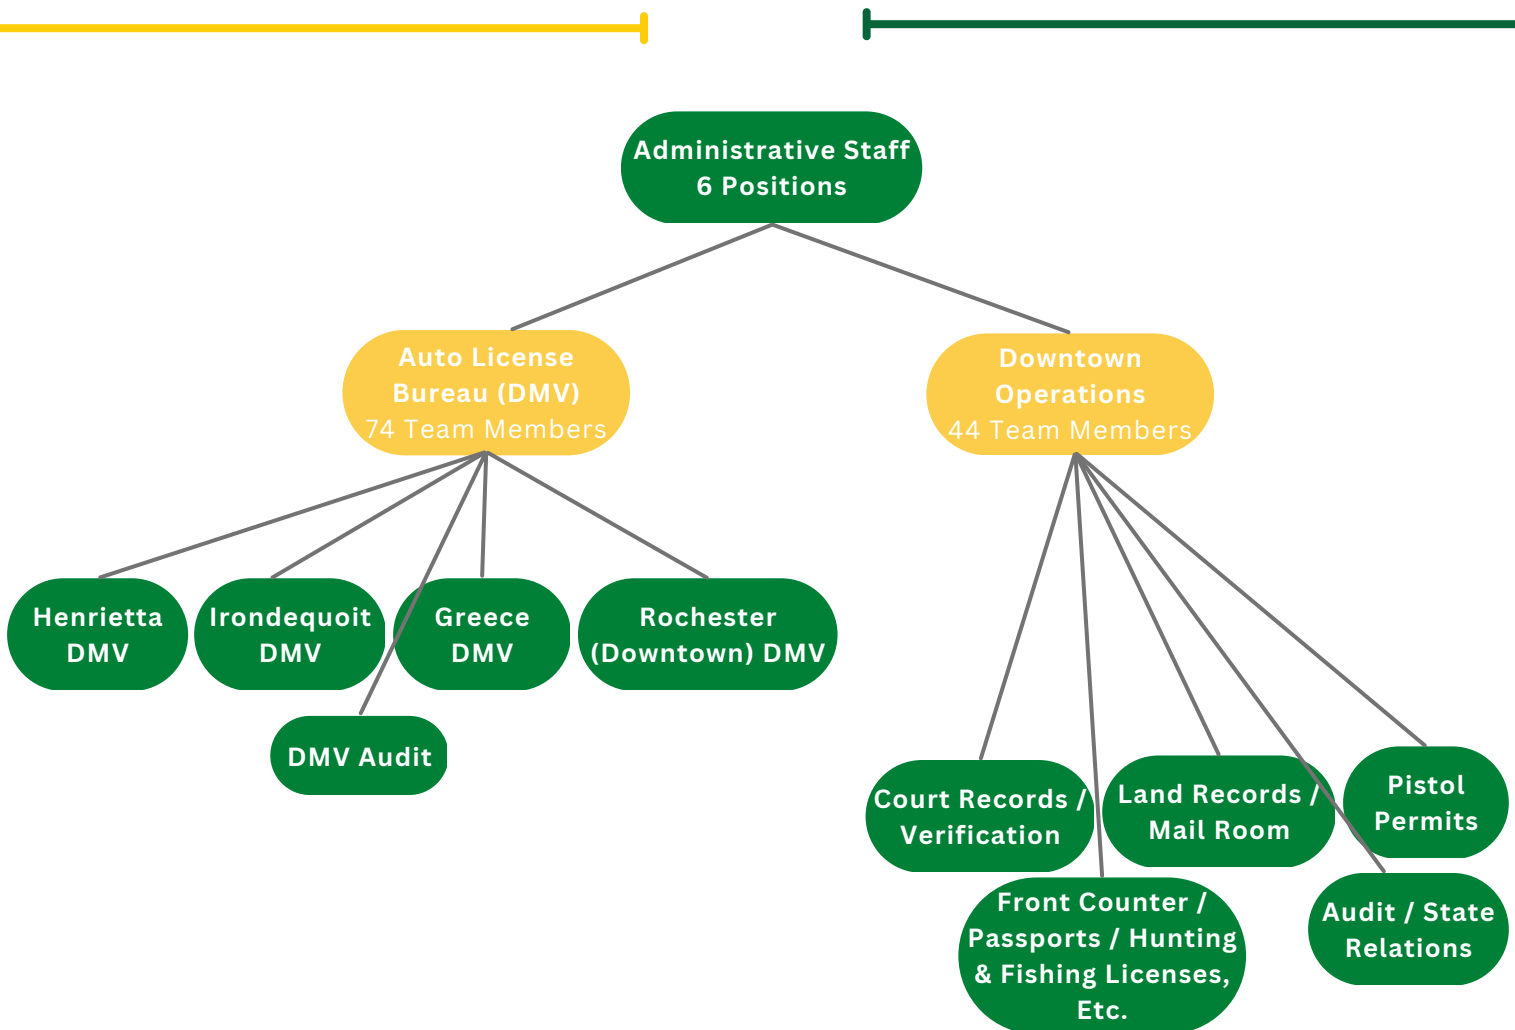 Administrative Staff
6 Positions
Auto License
Bureau (DMV)
74 Team Members
Downtown
Operations
44 Team Members
Henrietta
DMV
Irondequoit
DMV
Greece
DMV
Rochester
(Downtown) DMV
DMV Audit
Court Records /
Verification
Land Records /
Mail Room
Pistol
Permits
Front Counter /
Passports / Hunting
& Fishing Licenses,
Etc.
Audit / State
Relations